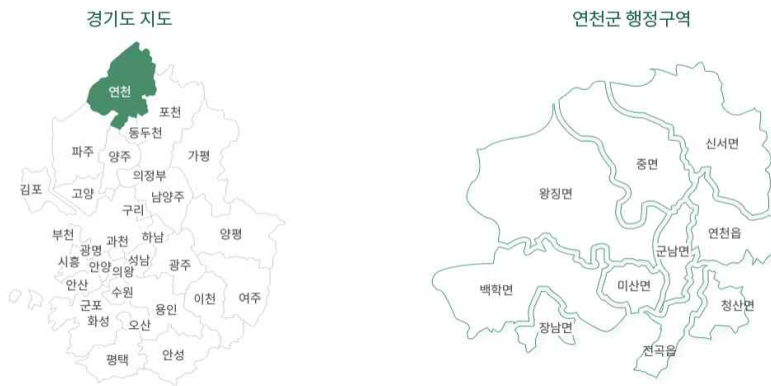 경기도 지도
연천
포천
동두천
파주
양주
가평
의정부
김포
고양
남양주
구리
부천
과천
하남
양평
광명
시흥
안양
의왕
성남
광주
안산
수원
군포
용인
이천
여주
화성
오산
평택
안성
연천군 행정구역
신서면
중면
왕징면
연천읍
군남면
백학면
미산면
청산면
장남면
전곡읍